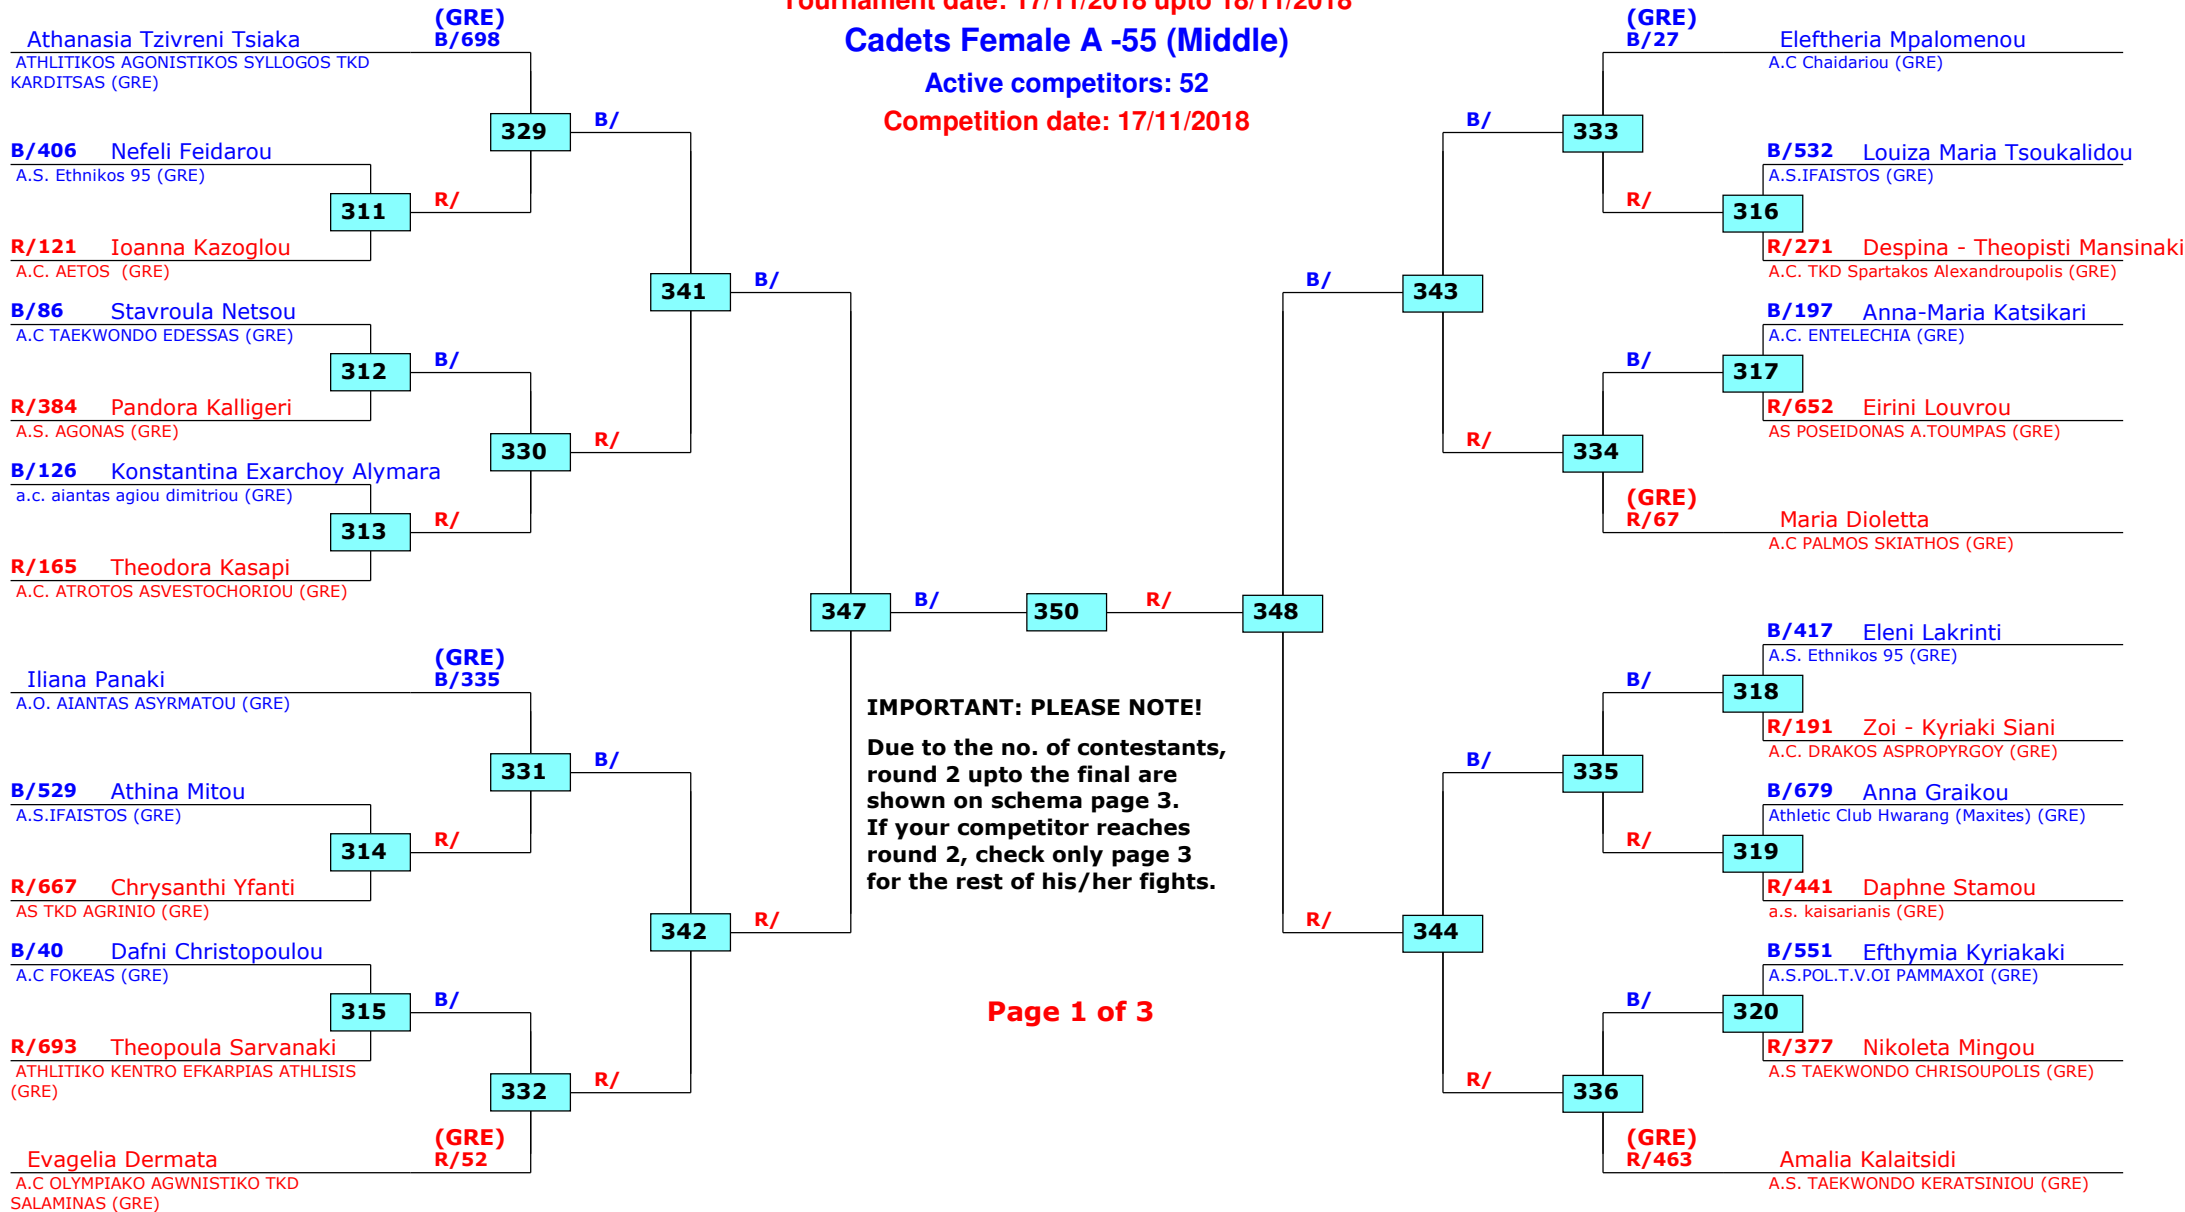 Tournament date: 17/11/2018 upto 18/11/2018
Cadets Female A -55 (Middle)
Active competitors: 52
Competition date: 17/11/2018
(GRE)
Athanasia Tzivreni Tsiaka B/698
ATHLITIKOS AGONISTIKOS SYLLOGOS TKD
KARDITSAS (GRE)
329 B/
B/406 Nefeli Feidarou
A.S. Ethnikos 95 (GRE)
311 R/
R/121 Ioanna Kazoglou
A.C. AETOS (GRE)
341 B/
B/86 Stavroula Netsou
A.C TAEKWONDO EDESSAS (GRE)
312 B/
R/384 Pandora Kalligeri
A.S. AGONAS (GRE)
330 R/
B/126 Konstantina Exarchoy Alymara
a.c. aiantas agiou dimitriou (GRE)
313 R/
R/165 Theodora Kasapi
A.C. ATROTOS ASVESTOCHORIOU (GRE)
347 B/ 350 R/ 348
(GRE)
Iliana Panaki B/335
A.O. AIANTAS ASYRMATOU (GRE)
331 B/
B/529 Athina Mitou
A.S.IFAISTOS (GRE)
314 R/
R/667 Chrysanthi Yfanti
AS TKD AGRINIO (GRE)
342 R/
B/40 Dafni Christopoulou
A.C FOKEAS (GRE)
315 B/
R/693 Theopoula Sarvanaki
ATHLITIKO KENTRO EFKARPIAS ATHLISIS
(GRE)
332 R/
(GRE)
Evagelia Dermata R/52
A.C OLYMPIAKO AGWNISTIKO TKD
SALAMINAS (GRE)
IMPORTANT: PLEASE NOTE!
Due to the no. of contestants,
round 2 upto the final are
shown on schema page 3.
If your competitor reaches
round 2, check only page 3
for the rest of his/her fights.
Page 1 of 3
(GRE)
B/27 Eleftheria Mpalomenou
A.C Chaidariou (GRE)
B/ 333
B/532 Louiza Maria Tsoukalidou
A.S.IFAISTOS (GRE)
R/ 316
R/271 Despina - Theopisti Mansinaki
A.C. TKD Spartakos Alexandroupolis (GRE)
B/ 343
B/197 Anna-Maria Katsikari
A.C. ENTELECHIA (GRE)
B/ 317
R/652 Eirini Louvrou
AS POSEIDONAS A.TOUMPAS (GRE)
R/ 334
(GRE)
R/67 Maria Dioletta
A.C PALMOS SKIATHOS (GRE)
B/417 Eleni Lakrinti
A.S. Ethnikos 95 (GRE)
B/ 318
R/191 Zoi - Kyriaki Siani
A.C. DRAKOS ASPROPYRGOY (GRE)
B/ 335
B/679 Anna Graikou
Athletic Club Hwarang (Maxites) (GRE)
R/ 319
R/441 Daphne Stamou
a.s. kaisarianis (GRE)
R/ 344
B/551 Efthymia Kyriakaki
A.S.POL.T.V.OI PAMMAXOI (GRE)
B/ 320
R/377 Nikoleta Mingou
A.S TAEKWONDO CHRISOUPOLIS (GRE)
R/ 336
(GRE)
R/463 Amalia Kalaitsidi
A.S. TAEKWONDO KERATSINIOU (GRE)